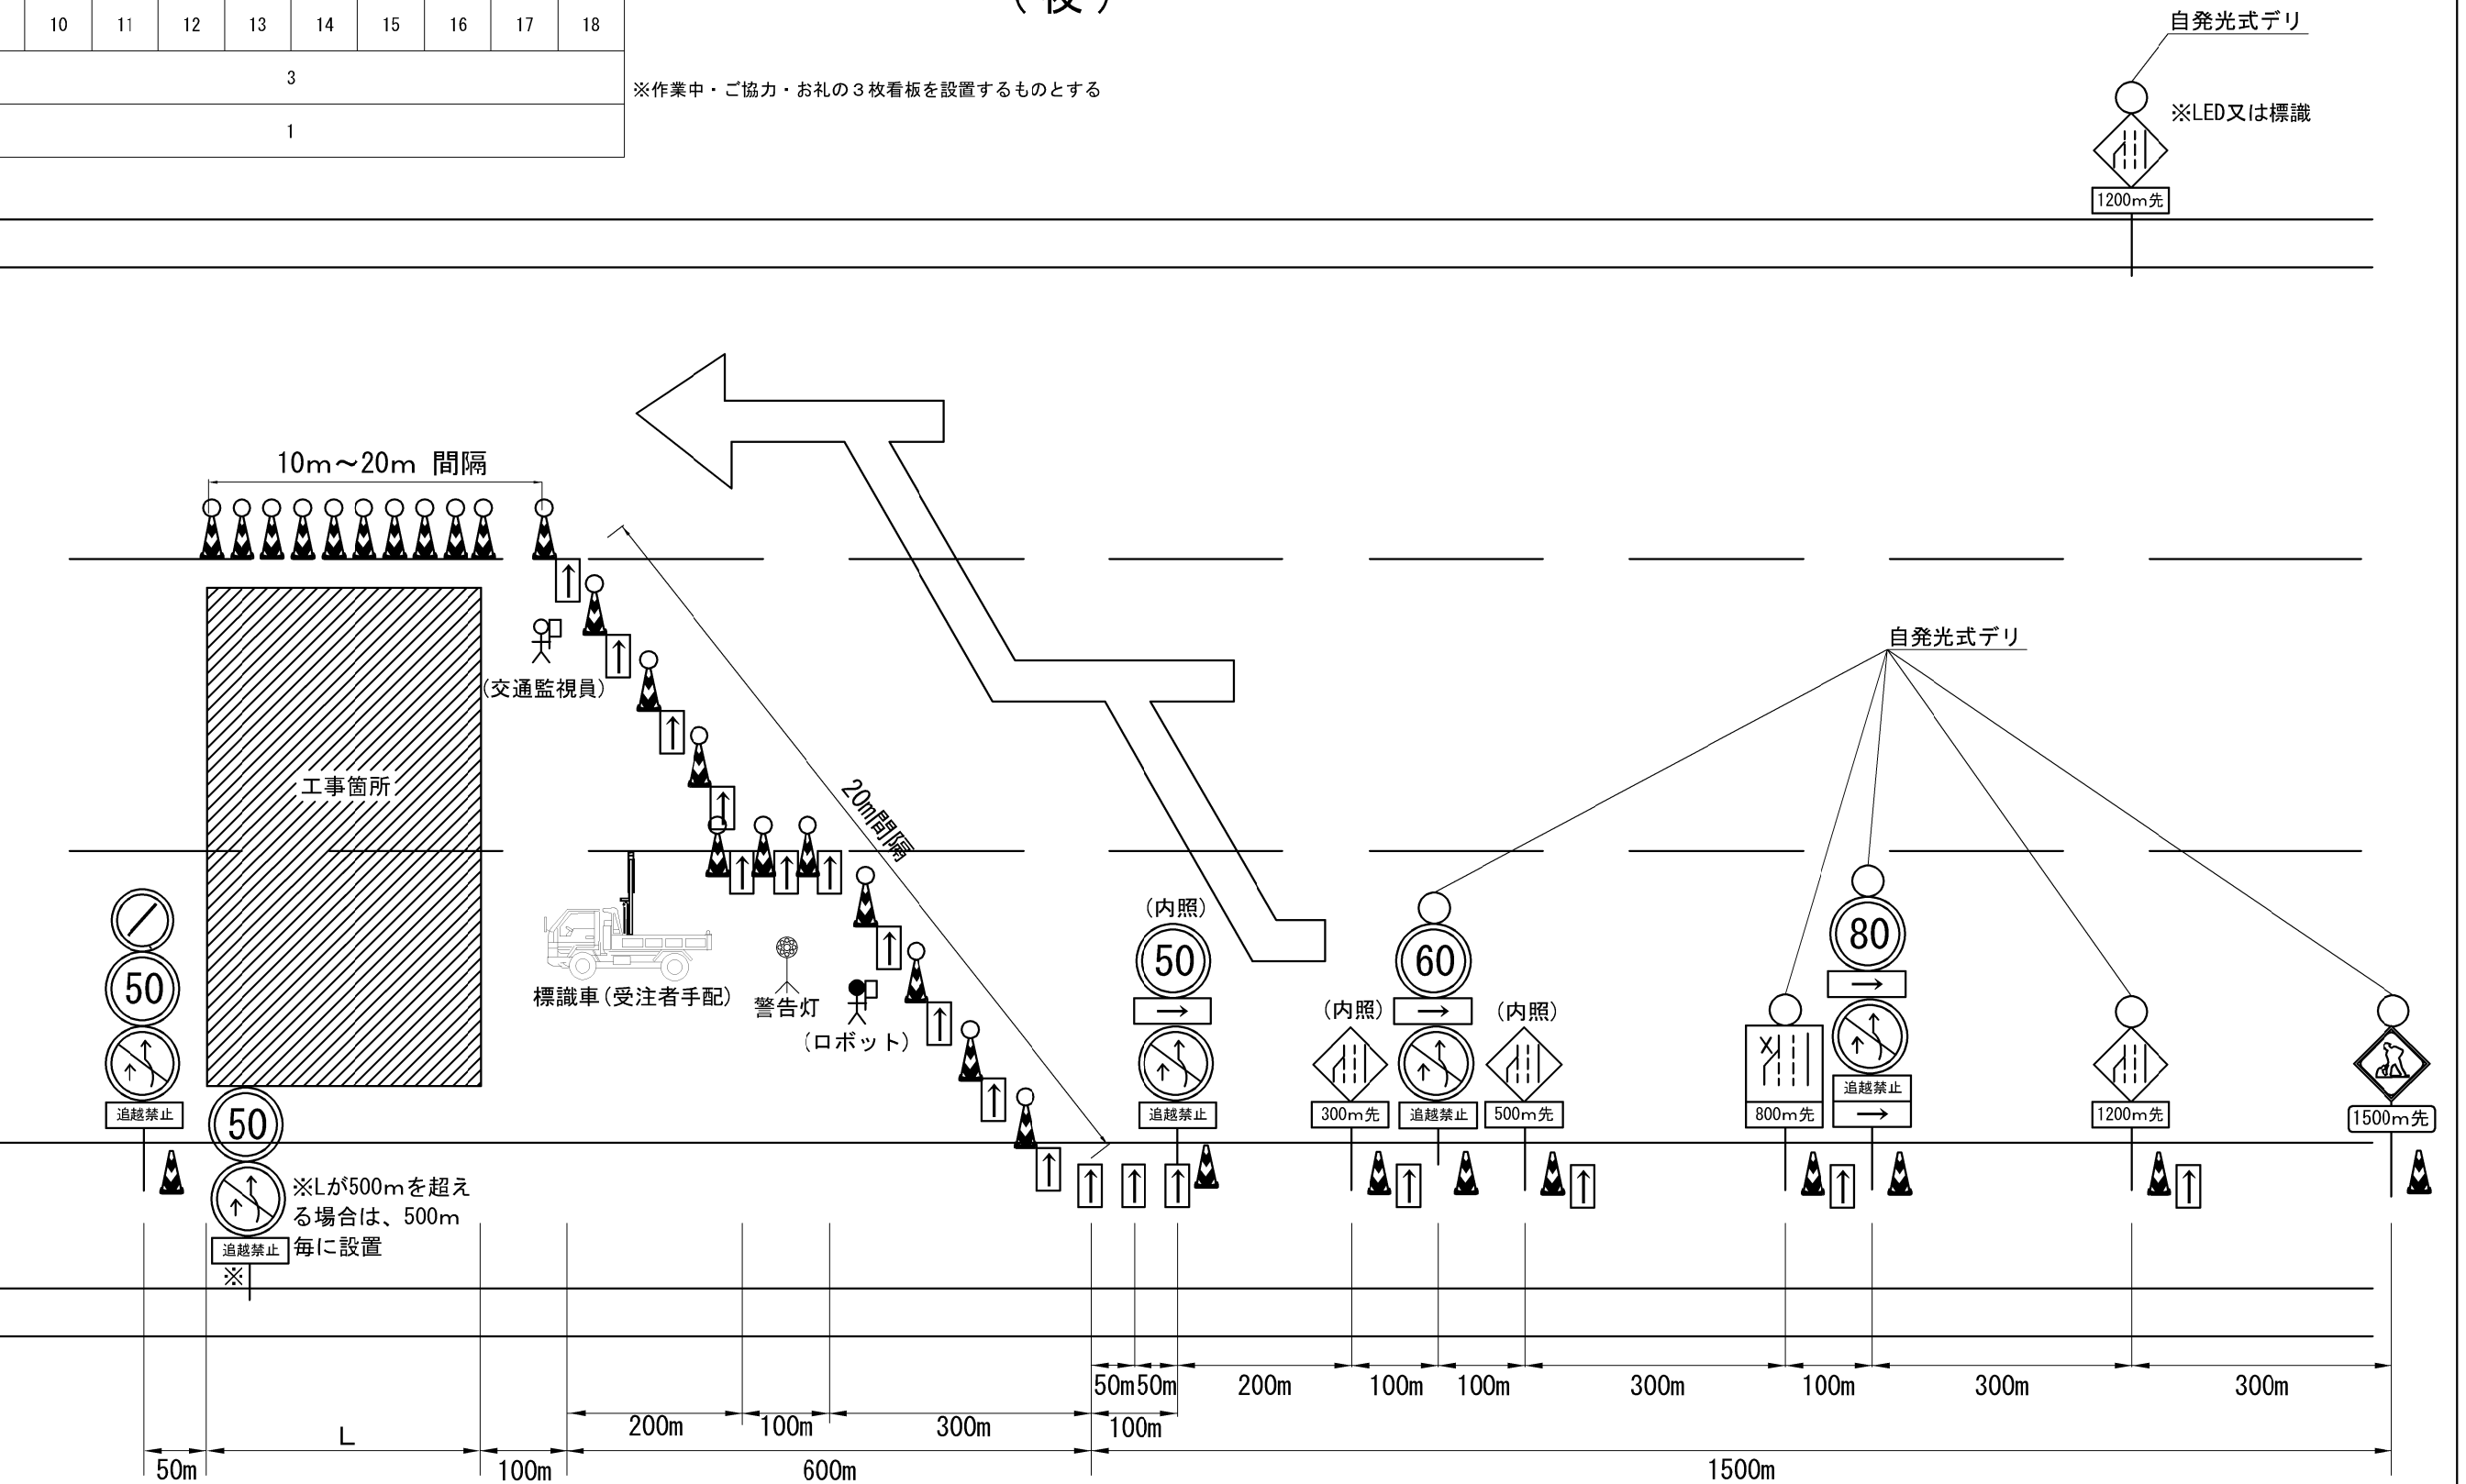 (夜)
10 11 12 13 14 15 16 17 18
3
1
※作業中・ご協力・お礼の3枚看板を設置するものとする
自発光式デリ
※LED又は標識
1200m先
10m〜20m 間隔
(交通監視員)
工事箇所
20m間隔
自発光式デリ
標識車(受注者手配)
警告灯
(ロボット)
50
追越禁止
50
追越禁止
※
※Lが500mを超え
る場合は、500m
毎に設置
(内照)
50
→
追越禁止
(内照)
300m先
60
→
追越禁止
(内照)
500m先
800m先
80
→
追越禁止
→
1200m先
1500m先
50m 50m 200m 100m 100m 300m 100m 300m 300m
200m 100m 300m 100m
50m L 100m 600m 1500m